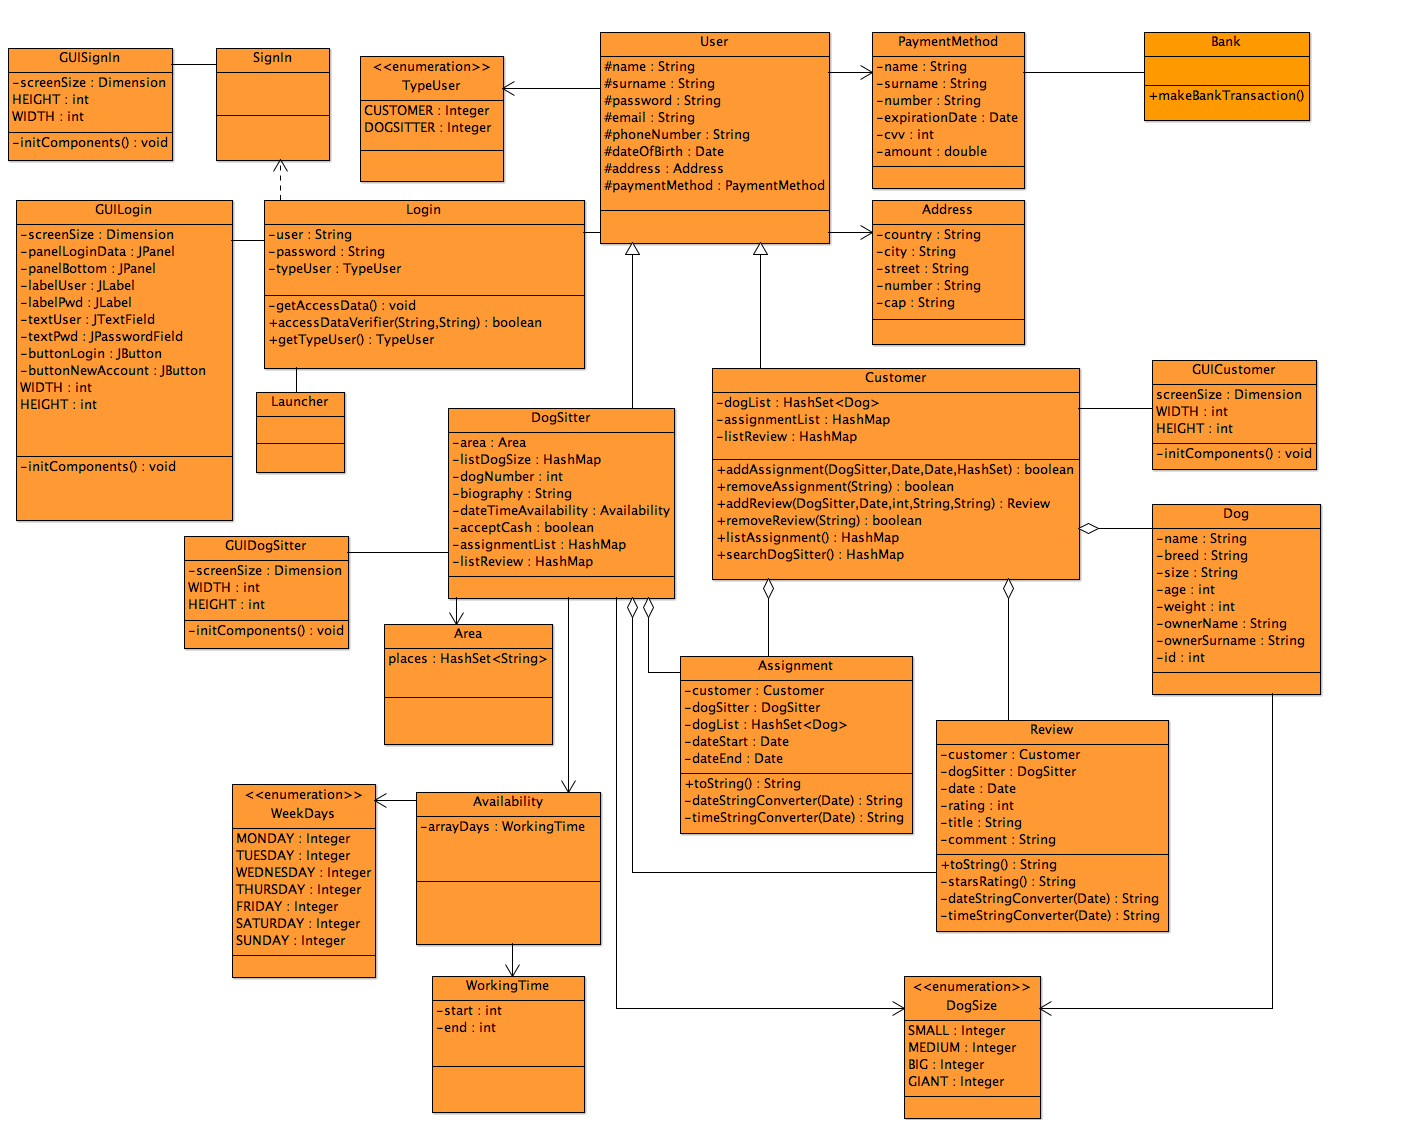 GUISignIn
-screenSize : Dimension
HEIGHT : int
WIDTH : int
-initComponents() : void
SignIn
<<enumeration>>
TypeUser
CUSTOMER : Integer
DOGSITTER : Integer
User
#name : String
#surname : String
#password : String
#email : String
#phoneNumber : String
#dateOfBirth : Date
#address : Address
#paymentMethod : PaymentMethod
PaymentMethod
-name : String
-surname : String
-number : String
-expirationDate : Date
-cvv : int
-amount : double
Bank
+makeBankTransaction()
GUILogin
-screenSize : Dimension
-panelLoginData : JPanel
-panelBottom : JPanel
-labelUser : JLabel
-labelPwd : JLabel
-textUser : JTextField
-textPwd : JPasswordField
-buttonLogin : JButton
-buttonNewAccount : JButton
WIDTH : int
HEIGHT : int
-initComponents() : void
Login
-user : String
-password : String
-typeUser : TypeUser
-getAccessData() : void
+accessDataVerifier(String,String) : boolean
+getTypeUser() : TypeUser
Address
-country : String
-city : String
-street : String
-number : String
-cap : String
Launcher
DogSitter
-area : Area
-listDogSize : HashMap
-dogNumber : int
-biography : String
-dateTimeAvailability : Availability
-acceptCash : boolean
-assignmentList : HashMap
-listReview : HashMap
Customer
-dogList : HashSet<Dog>
-assignmentList : HashMap
-listReview : HashMap
+addAssignment(DogSitter,Date,Date,HashSet) : boolean
+removeAssignment(String) : boolean
+addReview(DogSitter,Date,int,String,String) : Review
+removeReview(String) : boolean
+listAssignment() : HashMap
+searchDogSitter() : HashMap
GUICustomer
screenSize : Dimension
WIDTH : int
HEIGHT : int
-initComponents() : void
GUIDogSitter
-screenSize : Dimension
WIDTH : int
HEIGHT : int
-initComponents() : void
Dog
-name : String
-breed : String
-size : String
-age : int
-weight : int
-ownerName : String
-ownerSurname : String
-id : int
Area
places : HashSet<String>
Assignment
-customer : Customer
-dogSitter : DogSitter
-dogList : HashSet<Dog>
-dateStart : Date
-dateEnd : Date
+toString() : String
-dateStringConverter(Date) : String
-timeStringConverter(Date) : String
Review
-customer : Customer
-dogSitter : DogSitter
-date : Date
-rating : int
-title : String
-comment : String
+toString() : String
-starsRating() : String
-dateStringConverter(Date) : String
-timeStringConverter(Date) : String
<<enumeration>>
WeekDays
MONDAY : Integer
TUESDAY : Integer
WEDNESDAY : Integer
THURSDAY : Integer
FRIDAY : Integer
SATURDAY : Integer
SUNDAY : Integer
Availability
-arrayDays : WorkingTime
WorkingTime
-start : int
-end : int
<<enumeration>>
DogSize
SMALL : Integer
MEDIUM : Integer
BIG : Integer
GIANT : Integer